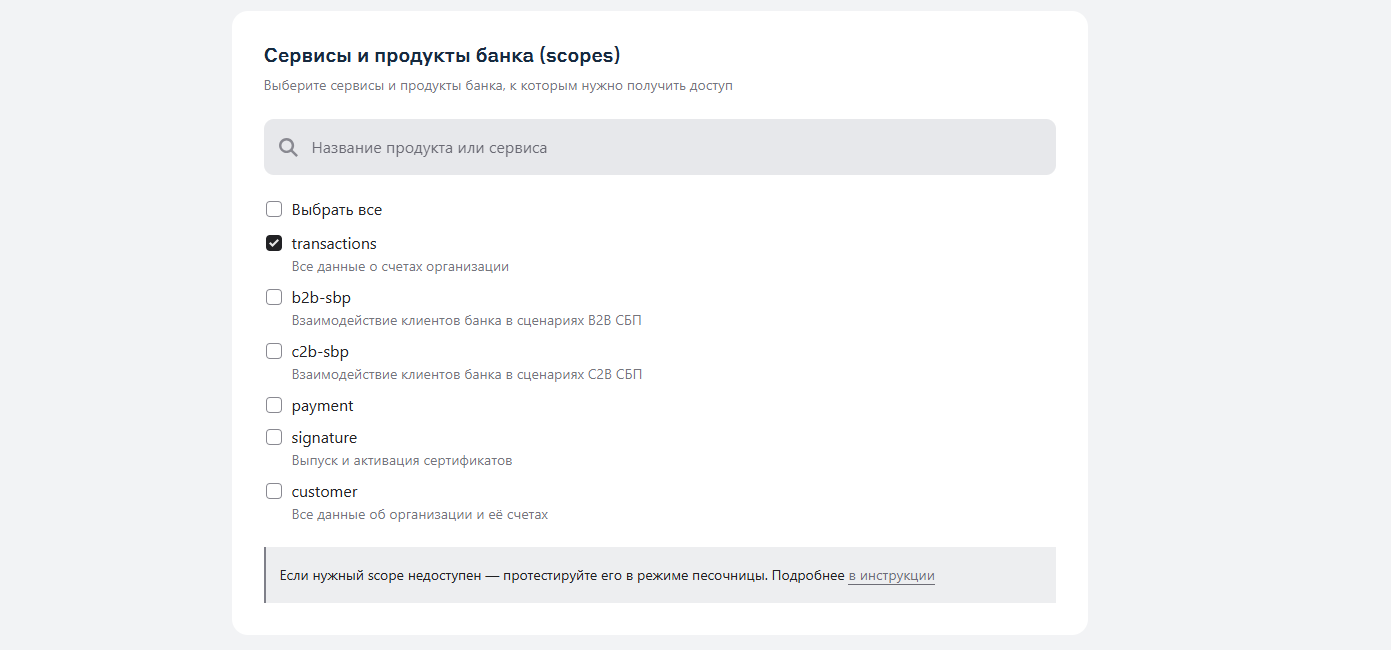 Сервисы и продукты банка (scopes)
Выберите сервисы и продукты банка, к которым нужно получить доступ
Название продукта или сервиса
Выбрать все
transactions
Все данные о счетах организации
b2b-sbp
Взаимодействие клиентов банка в сценариях B2B СБП
c2b-sbp
Взаимодействие клиентов банка в сценариях C2B СБП
payment
signature
Выпуск и активация сертификатов
customer
Все данные об организации и её счетах
Если нужный scope недоступен — протестируйте его в режиме песочницы. Подробнее в инструкции